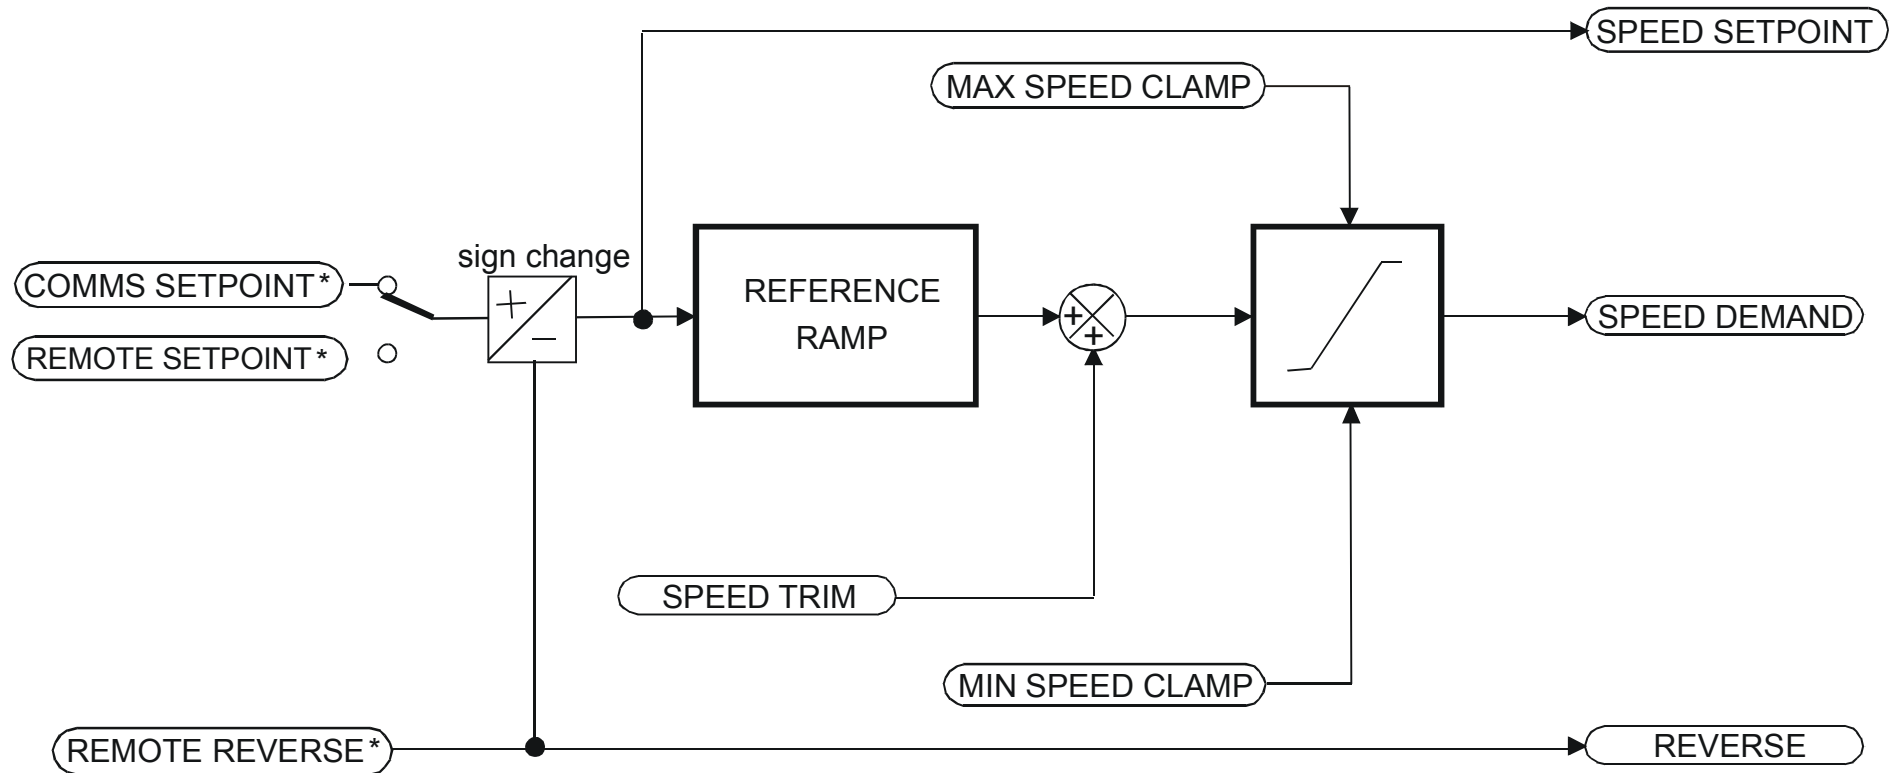 SPEED SETPOINT
MAX SPEED CLAMP
sign change
COMMS SETPOINT*
+
−
REFERENCE
RAMP
+
+
SPEED DEMAND
REMOTE SETPOINT*
SPEED TRIM
MIN SPEED CLAMP
REMOTE REVERSE*
REVERSE